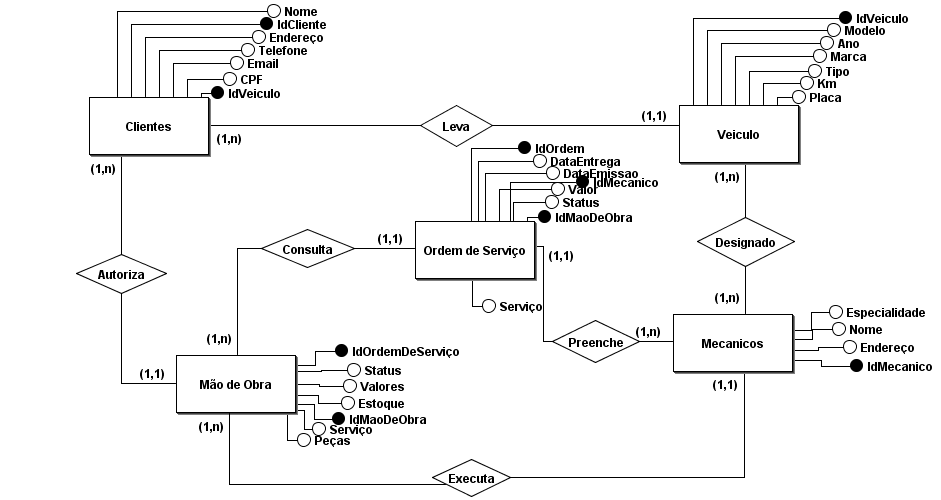 Nome
IdCliente
Endereço
Telefone
Email
CPF
IdVeiculo
Clientes
(1,n)
Leva
(1,1)
IdVeiculo
Modelo
Ano
Marca
Tipo
Km
Placa
Veiculo
(1,n)
(1,n)
IdOrdem
DataEntrega
DataEmissao
IdMecanico
Valor
Status
IdMaoDeObra
Ordem de Serviço
Serviço
Consulta
(1,1)
(1,1)
Designado
Autoriza
(1,n)
(1,n)
Preenche
(1,n)
Mecanicos
Especialidade
Nome
Endereço
IdMecanico
(1,1)
(1,1)
Mão de Obra
IdOrdemDeServiço
Status
Valores
Estoque
IdMaoDeObra
Serviço
Peças
(1,n)
Executa